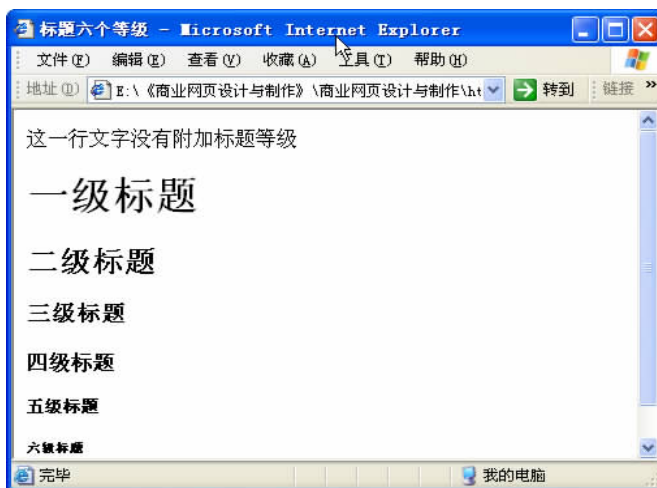 标题六个等级 - Microsoft Internet Explorer
文件(F) 编辑(E) 查看(V) 收藏(A) 工具(T) 帮助(H)
地址(D) E:\《商业网页设计与制作》\商业网页设计与制作\ht 转到 链接 »
这一行文字没有附加标题等级
一级标题
二级标题
三级标题
四级标题
五级标题
六级标题
完毕 我的电脑